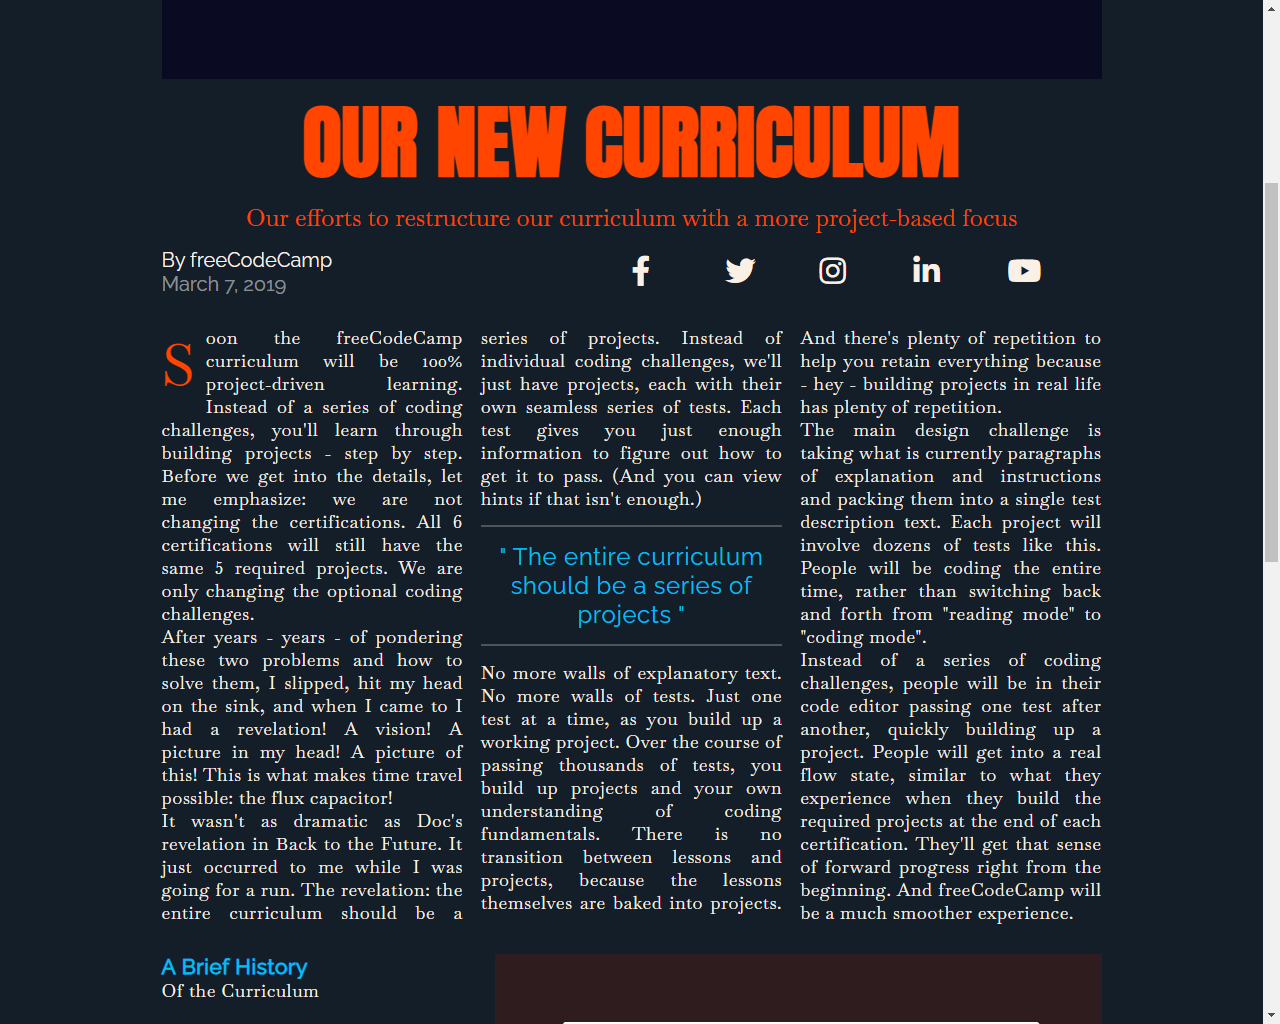 OUR NEW CURRICULUM
Our efforts to restructure our curriculum with a more project-based focus
By freeCodeCamp
March 7, 2019
Soon the freeCodeCamp
curriculum will be 100%
project-driven learning.
Instead of a series of coding
challenges, you'll learn through
building projects - step by step.
Before we get into the details, let
me emphasize: we are not
changing the certifications. All 6
certifications will still have the
same 5 required projects. We are
only changing the optional coding
challenges.
After years - years - of pondering
these two problems and how to
solve them, I slipped, hit my head
on the sink, and when I came to I
had a revelation! A vision! A
picture in my head! A picture of
this! This is what makes time travel
possible: the flux capacitor!
It wasn't as dramatic as Doc's
revelation in Back to the Future. It
just occurred to me while I was
going for a run. The revelation: the
entire curriculum should be a
series of projects. Instead of
individual coding challenges, we'll
just have projects, each with their
own seamless series of tests. Each
test gives you just enough
information to figure out how to
get it to pass. (And you can view
hints if that isn't enough.)
" The entire curriculum
should be a series of
projects "
No more walls of explanatory text.
No more walls of tests. Just one
test at a time, as you build up a
working project. Over the course of
passing thousands of tests, you
build up projects and your own
understanding of coding
fundamentals. There is no
transition between lessons and
projects, because the lessons
themselves are baked into projects.
And there's plenty of repetition to
help you retain everything because
- hey - building projects in real life
has plenty of repetition.
The main design challenge is
taking what is currently paragraphs
of explanation and instructions
and packing them into a single test
description text. Each project will
involve dozens of tests like this.
People will be coding the entire
time, rather than switching back
and forth from "reading mode" to
"coding mode".
Instead of a series of coding
challenges, people will be in their
code editor passing one test after
another, quickly building up a
project. People will get into a real
flow state, similar to what they
experience when they build the
required projects at the end of each
certification. They'll get that sense
of forward progress right from the
beginning. And freeCodeCamp will
be a much smoother experience.
A Brief History
Of the Curriculum